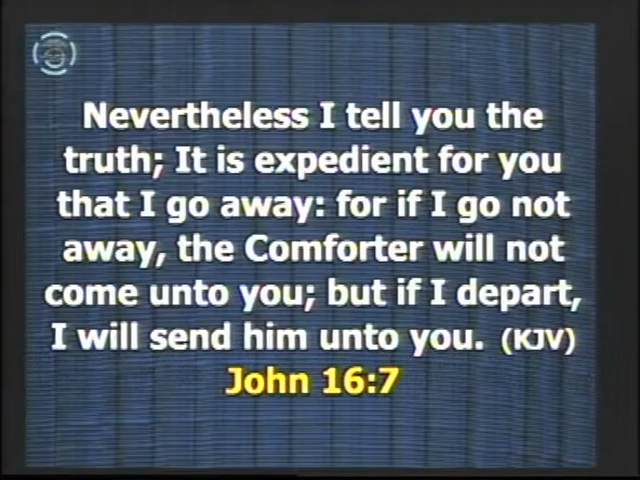 Nevertheless I tell you the
truth; It is expedient for you
that I go away: for if I go not
away, the Comforter will not
come unto you; but if I depart,
I will send him unto you. (KJV)
John 16:7